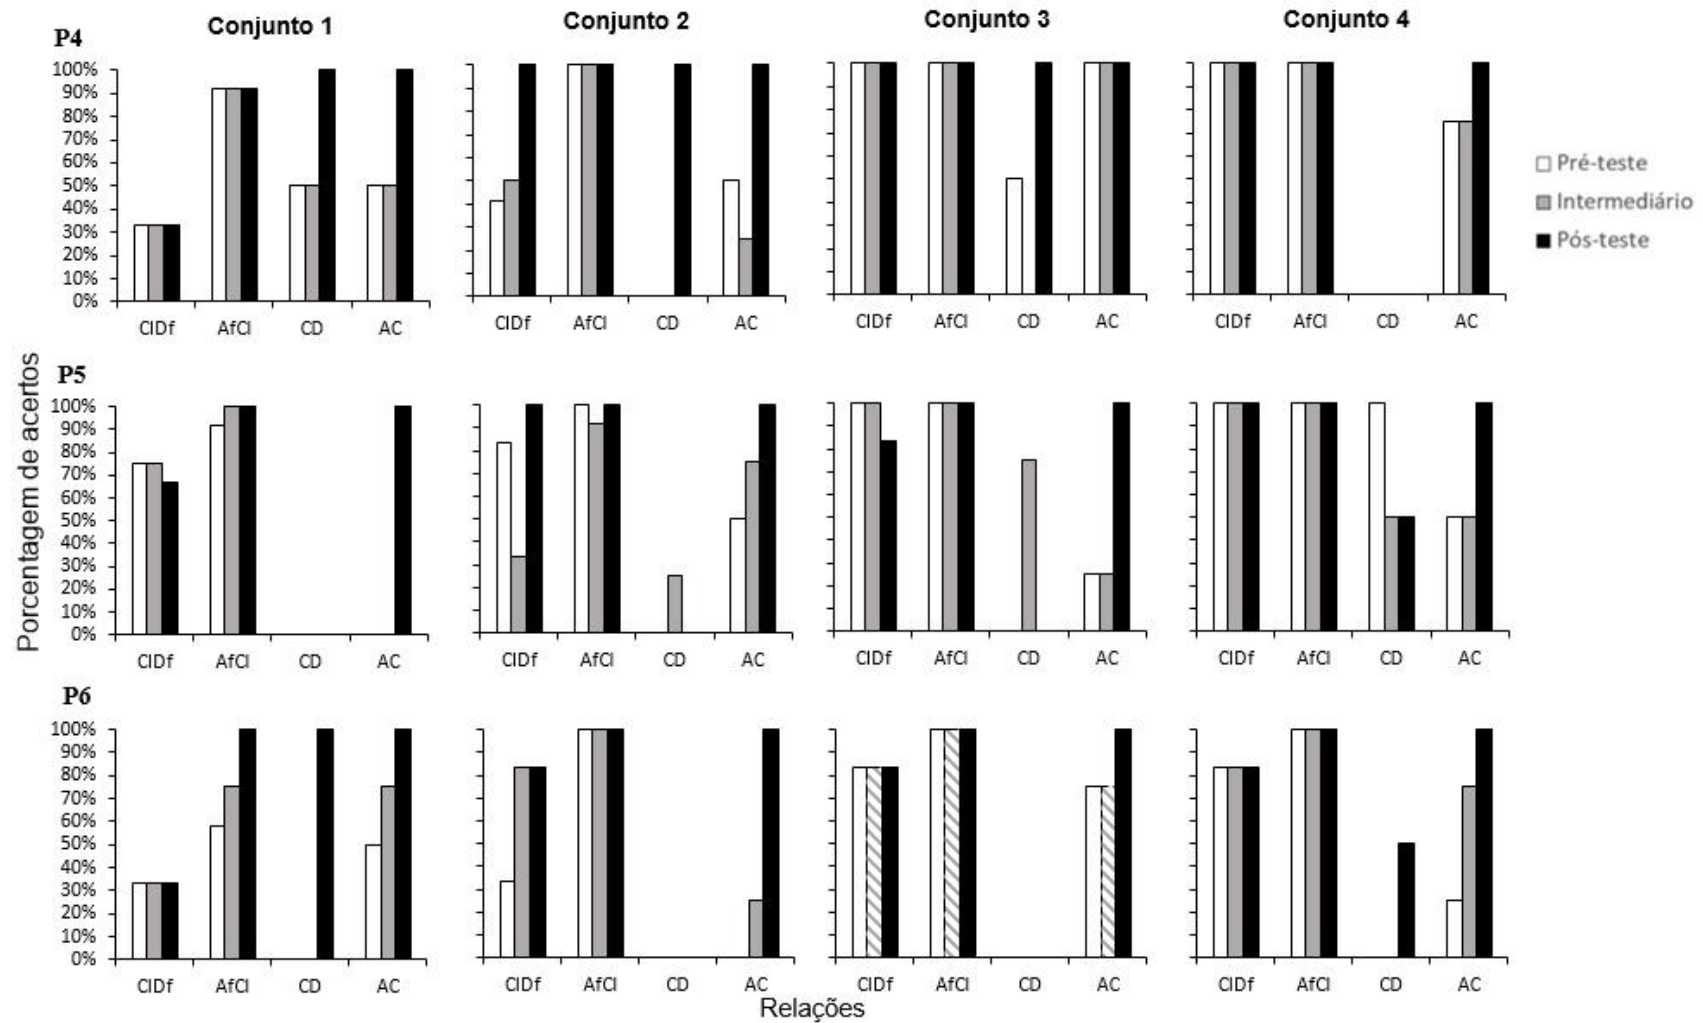 Conjunto 1
Conjunto 2
Conjunto 3
Conjunto 4
P4
100%
90%
80%
70%
60%
50%
40%
30%
20%
10%
0%
CIDf AfCI CD AC
CIDf AfCI CD AC
CIDf AfCI CD AC
CIDf AfCI CD AC
Pré-teste
Intermediário
Pós-teste
Porcentagem de acertos
P5
100%
90%
80%
70%
60%
50%
40%
30%
20%
10%
0%
CIDf AfCI CD AC
CIDf AfCI CD AC
CIDf AfCI CD AC
CIDf AfCI CD AC
P6
100%
90%
80%
70%
60%
50%
40%
30%
20%
10%
0%
CIDf AfCI CD AC
CIDf AfCI CD AC
CIDf AfCI CD AC
CIDf AfCI CD AC
Relações